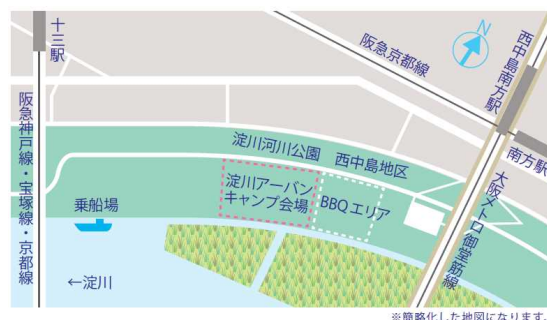 十三駅
阪急神戸線・宝塚線・京都線
阪急京都線
N
西中島南方駅
南方駅
大阪メトロ御堂筋線
淀川河川公園 西中島地区
淀川アーバン
キャンプ会場
BBQエリア
乗船場
←淀川
※簡略化した地図になります。